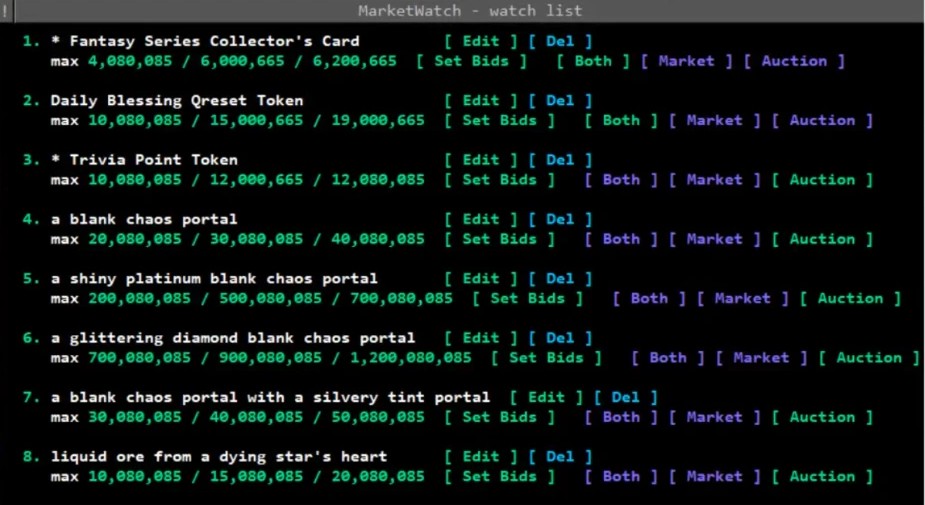 ! MarketWatch - watch list
1. * Fantasy Series Collector's Card [ Edit ] [ Del ]
max 4,080,085 / 6,000,665 / 6,200,665 [ Set Bids ] [ Both ] [ Market ] [ Auction ]
2. Daily Blessing Qreset Token [ Edit ] [ Del ]
max 10,080,085 / 15,000,665 / 19,000,665 [ Set Bids ] [ Both ] [ Market ] [ Auction ]
3. * Trivia Point Token [ Edit ] [ Del ]
max 10,080,085 / 12,000,665 / 12,080,085 [ Set Bids ] [ Both ] [ Market ] [ Auction ]
4. a blank chaos portal [ Edit ] [ Del ]
max 20,080,085 / 30,080,085 / 40,080,085 [ Set Bids ] [ Both ] [ Market ] [ Auction ]
5. a shiny platinum blank chaos portal [ Edit ] [ Del ]
max 200,080,085 / 500,080,085 / 700,080,085 [ Set Bids ] [ Both ] [ Market ] [ Auction ]
6. a glittering diamond blank chaos portal [ Edit ] [ Del ]
max 700,080,085 / 900,080,085 / 1,200,080,085 [ Set Bids ] [ Both ] [ Market ] [ Auction ]
7. a blank chaos portal with a silvery tint portal [ Edit ] [ Del ]
max 30,080,085 / 40,080,085 / 50,080,085 [ Set Bids ] [ Both ] [ Market ] [ Auction ]
8. liquid ore from a dying star's heart [ Edit ] [ Del ]
max 10,080,085 / 15,080,085 / 20,080,085 [ Set Bids ] [ Both ] [ Market ] [ Auction ]